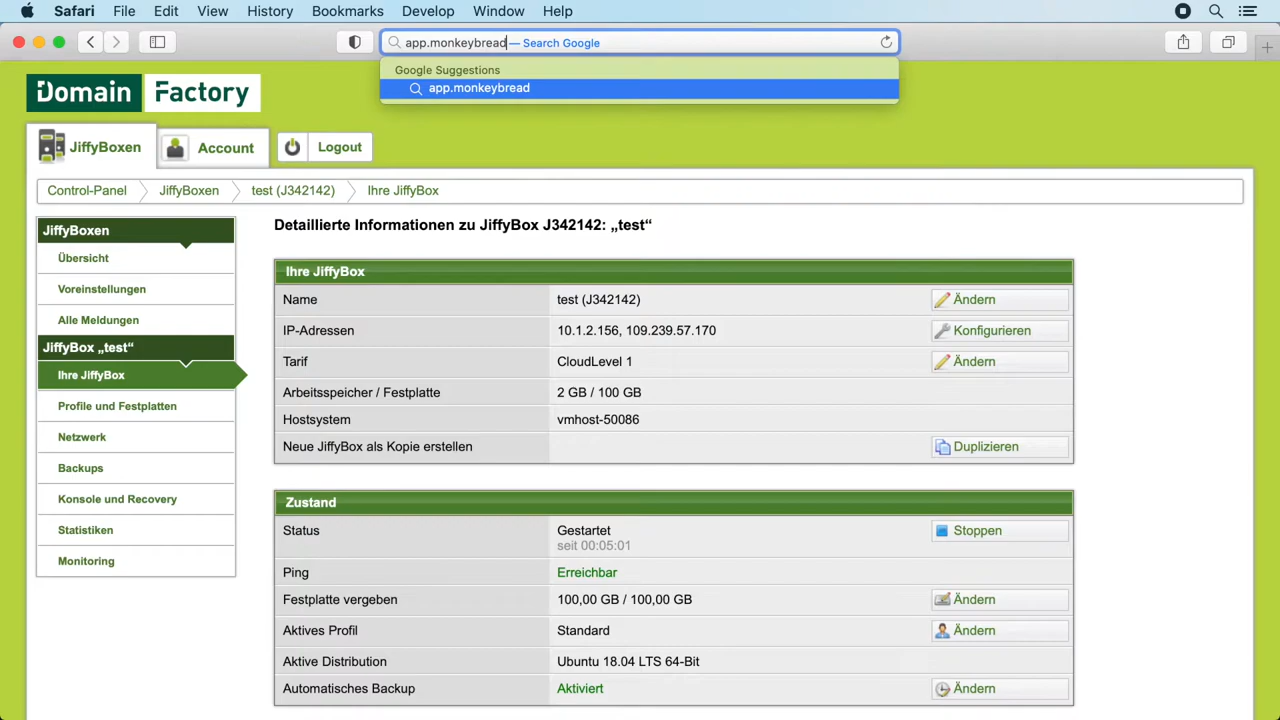 Safari File Edit View History Bookmarks Develop Window Help
app.monkeybread — Search Google
Google Suggestions
app.monkeybread
Domain Factory
JiffyBoxen Account Logout
Control-Panel JiffyBoxen test (J342142) Ihre JiffyBox
JiffyBoxen
Übersicht
Voreinstellungen
Alle Meldungen
JiffyBox „test“
Ihre JiffyBox
Profile und Festplatten
Netzwerk
Backups
Konsole und Recovery
Statistiken
Monitoring
Detaillierte Informationen zu JiffyBox J342142: „test“
Ihre JiffyBox
Name test (J342142) Ändern
IP-Adressen 10.1.2.156, 109.239.57.170 Konfigurieren
Tarif CloudLevel 1 Ändern
Arbeitsspeicher / Festplatte 2 GB / 100 GB
Hostsystem vmhost-50086
Neue JiffyBox als Kopie erstellen Duplizieren
Zustand
Status Gestartet Stoppen
seit 00:05:01
Ping Erreichbar
Festplatte vergeben 100,00 GB / 100,00 GB Ändern
Aktives Profil Standard Ändern
Aktive Distribution Ubuntu 18.04 LTS 64-Bit
Automatisches Backup Aktiviert Ändern